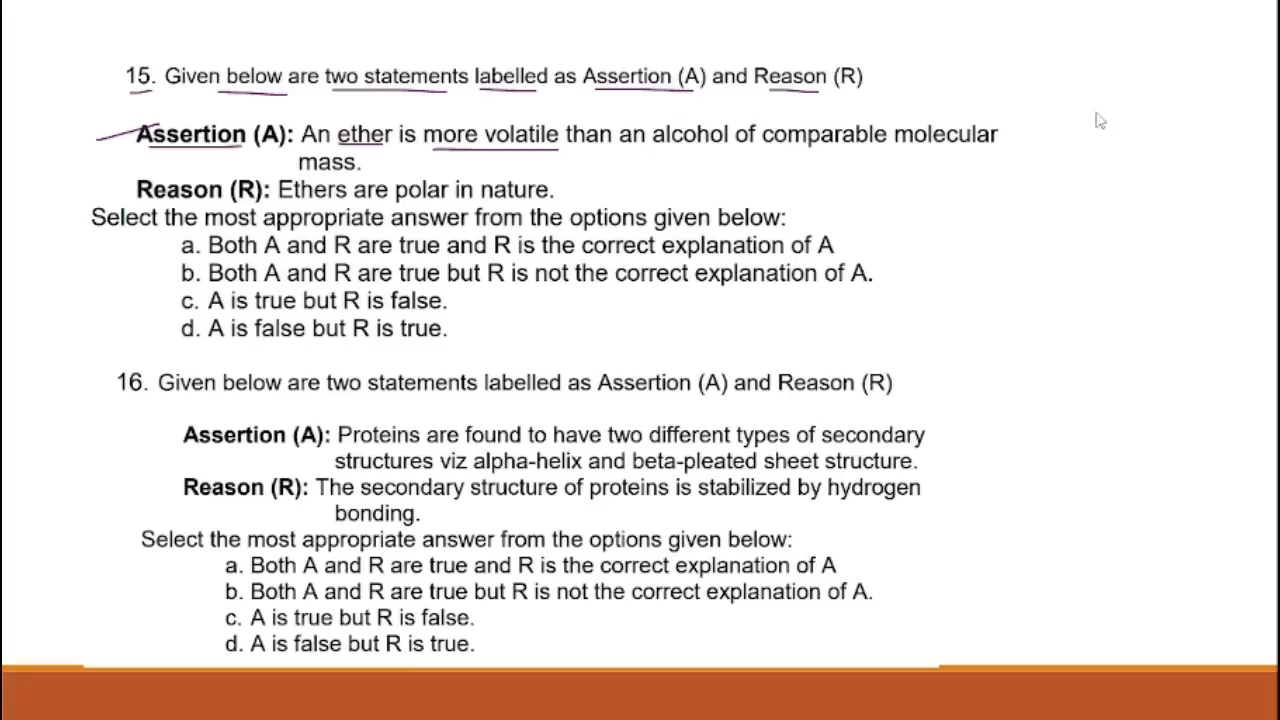 15. Given below are two statements labelled as Assertion (A) and Reason (R)
Assertion (A): An ether is more volatile than an alcohol of comparable molecular
mass.
Reason (R): Ethers are polar in nature.
Select the most appropriate answer from the options given below:
a. Both A and R are true and R is the correct explanation of A
b. Both A and R are true but R is not the correct explanation of A.
c. A is true but R is false.
d. A is false but R is true.
16. Given below are two statements labelled as Assertion (A) and Reason (R)
Assertion (A): Proteins are found to have two different types of secondary
structures viz alpha-helix and beta-pleated sheet structure.
Reason (R): The secondary structure of proteins is stabilized by hydrogen
bonding.
Select the most appropriate answer from the options given below:
a. Both A and R are true and R is the correct explanation of A
b. Both A and R are true but R is not the correct explanation of A.
c. A is true but R is false.
d. A is false but R is true.